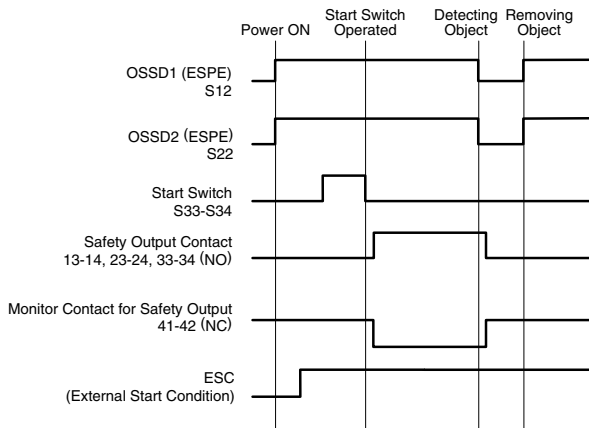 Power ON
Start Switch
Operated
Detecting
Object
Removing
Object
OSSD1 (ESPE)
S12
OSSD2 (ESPE)
S22
Start Switch
S33-S34
Safety Output Contact
13-14, 23-24, 33-34 (NO)
Monitor Contact for Safety Output
41-42 (NC)
ESC
(External Start Condition)